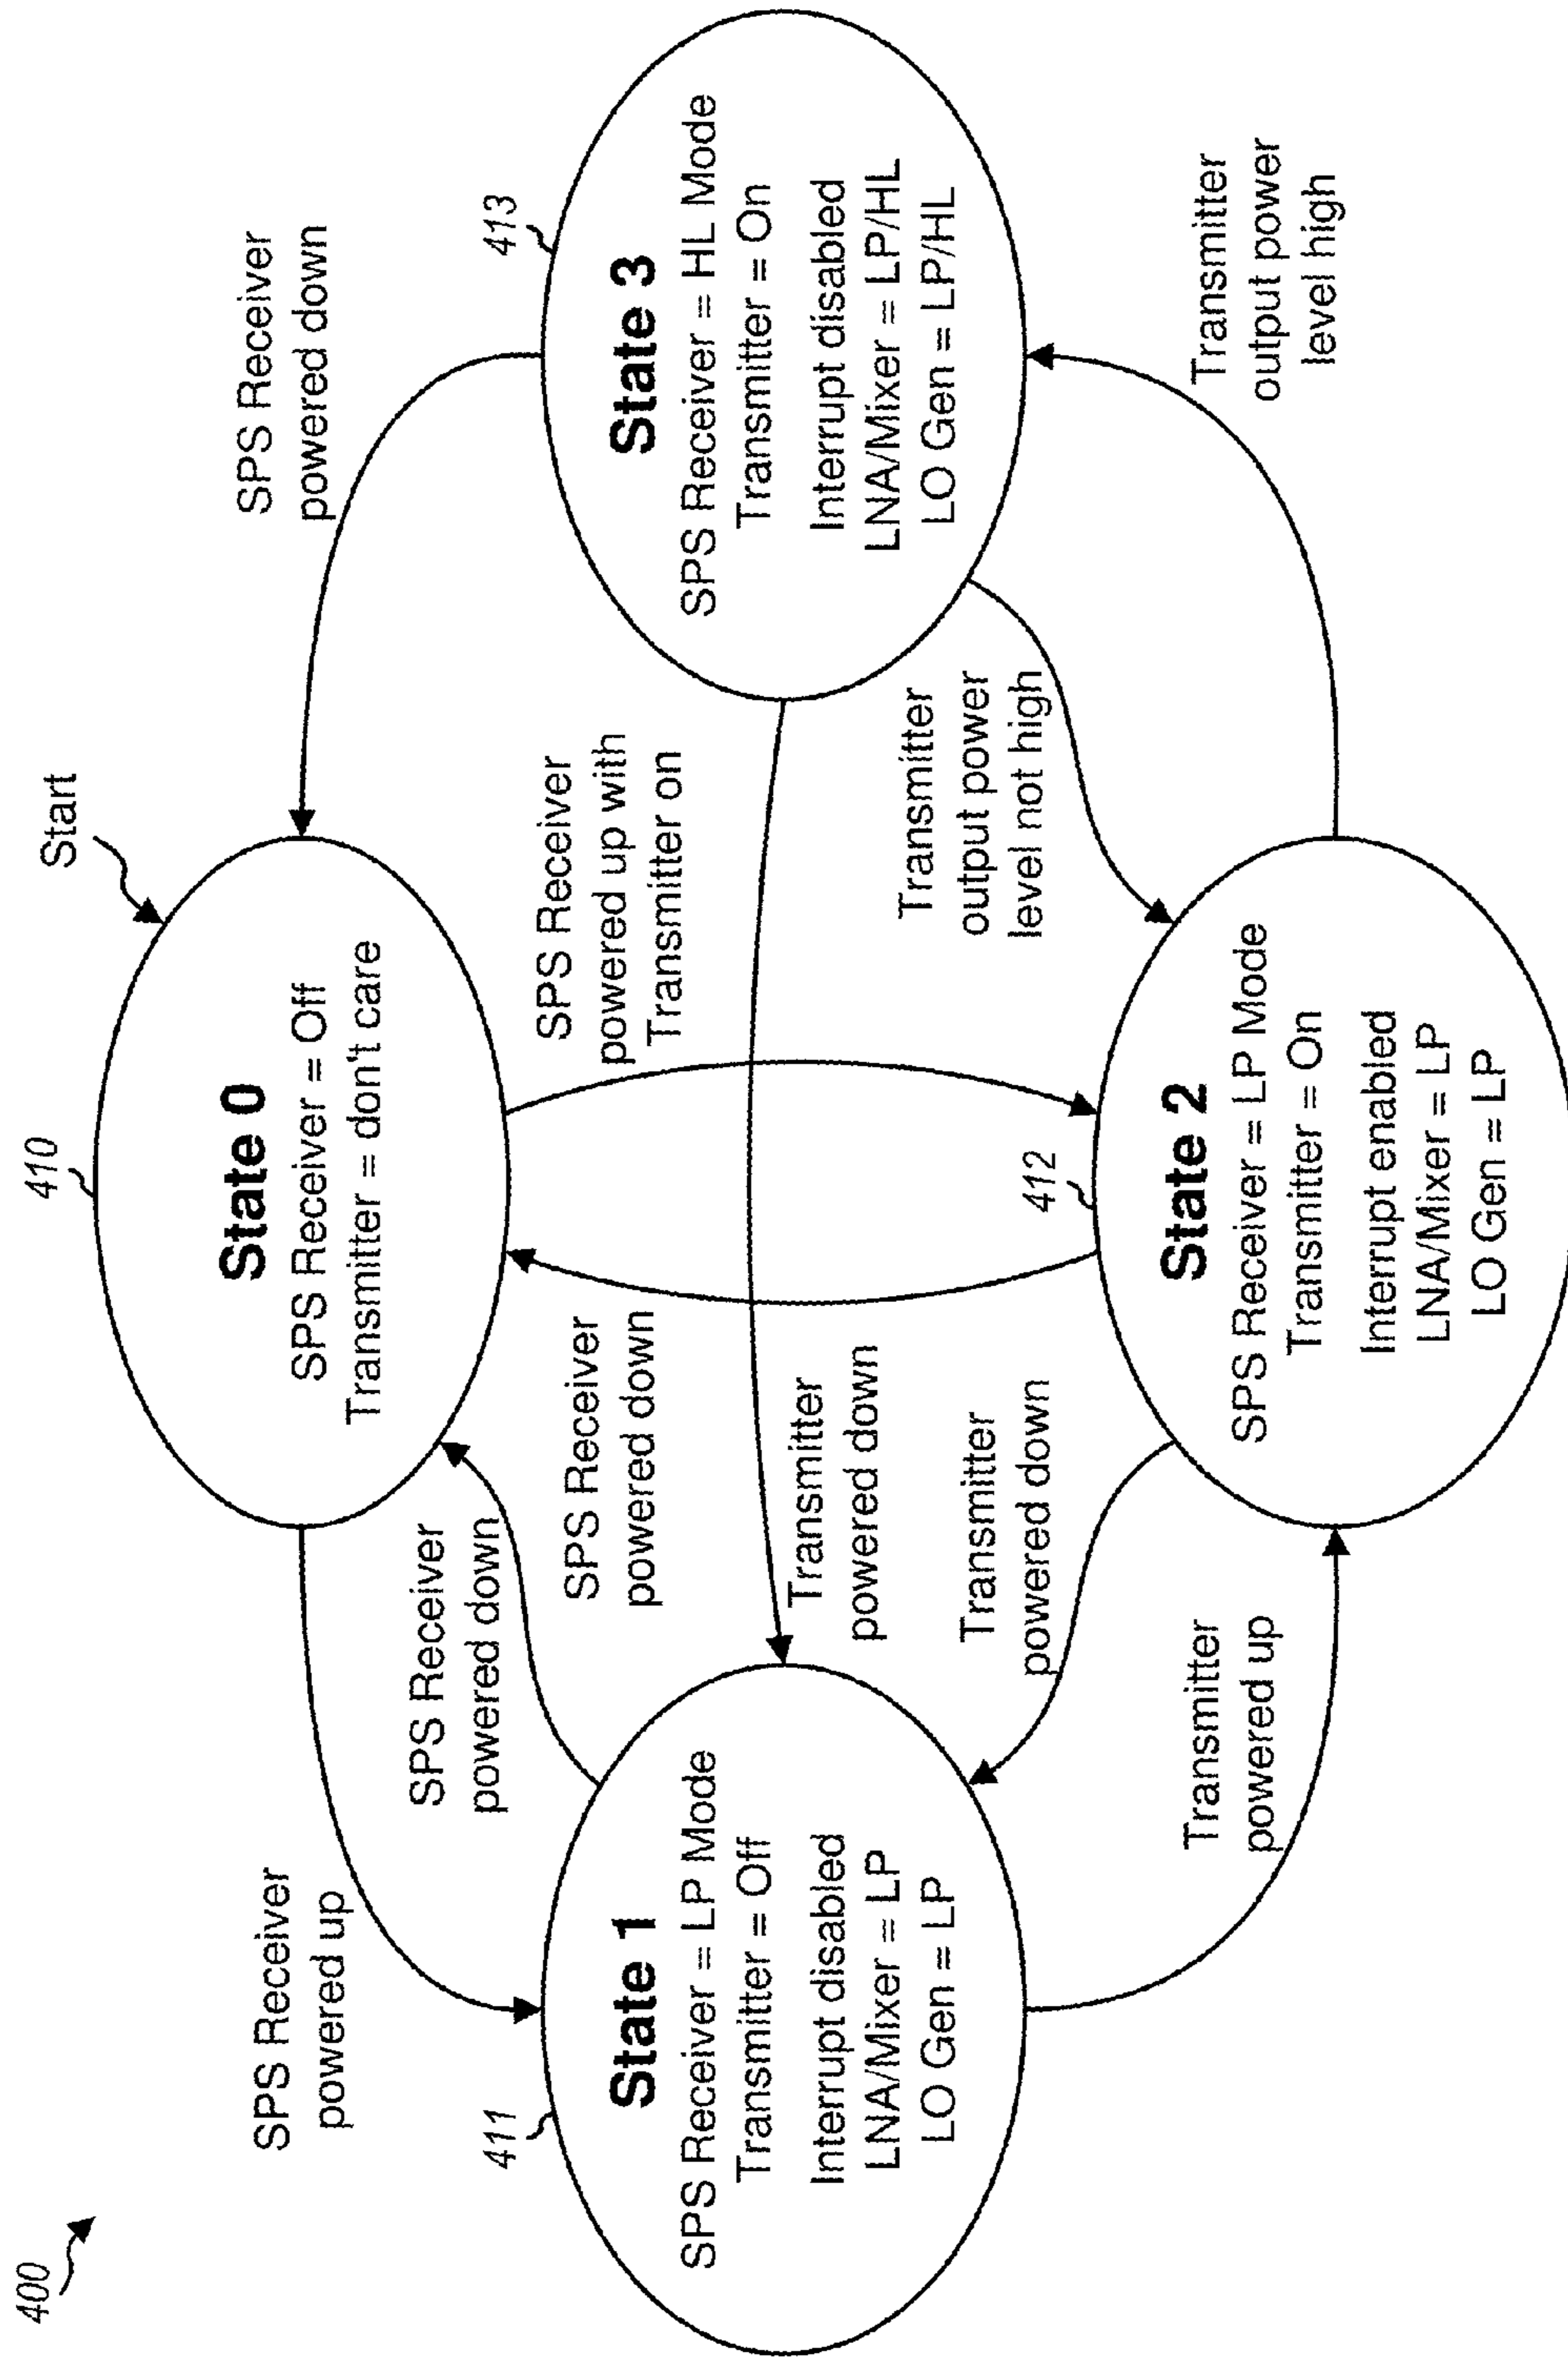 400
Start
410
State 0
SPS Receiver = Off
Transmitter = don't care
SPS Receiver
powered up
SPS Receiver
powered down
SPS Receiver
powered down
SPS Receiver
powered down
SPS Receiver
powered up with
Transmitter on
411
State 1
SPS Receiver = LP Mode
Transmitter = Off
Interrupt disabled
LNA/Mixer = LP
LO Gen = LP
413
State 3
SPS Receiver = HL Mode
Transmitter = On
Interrupt disabled
LNA/Mixer = LP/HL
LO Gen = LP/HL
Transmitter
powered down
Transmitter
powered down
Transmitter
output power
level not high
Transmitter
powered up
Transmitter
output power
level high
412
State 2
SPS Receiver = LP Mode
Transmitter = On
Interrupt enabled
LNA/Mixer = LP
LO Gen = LP